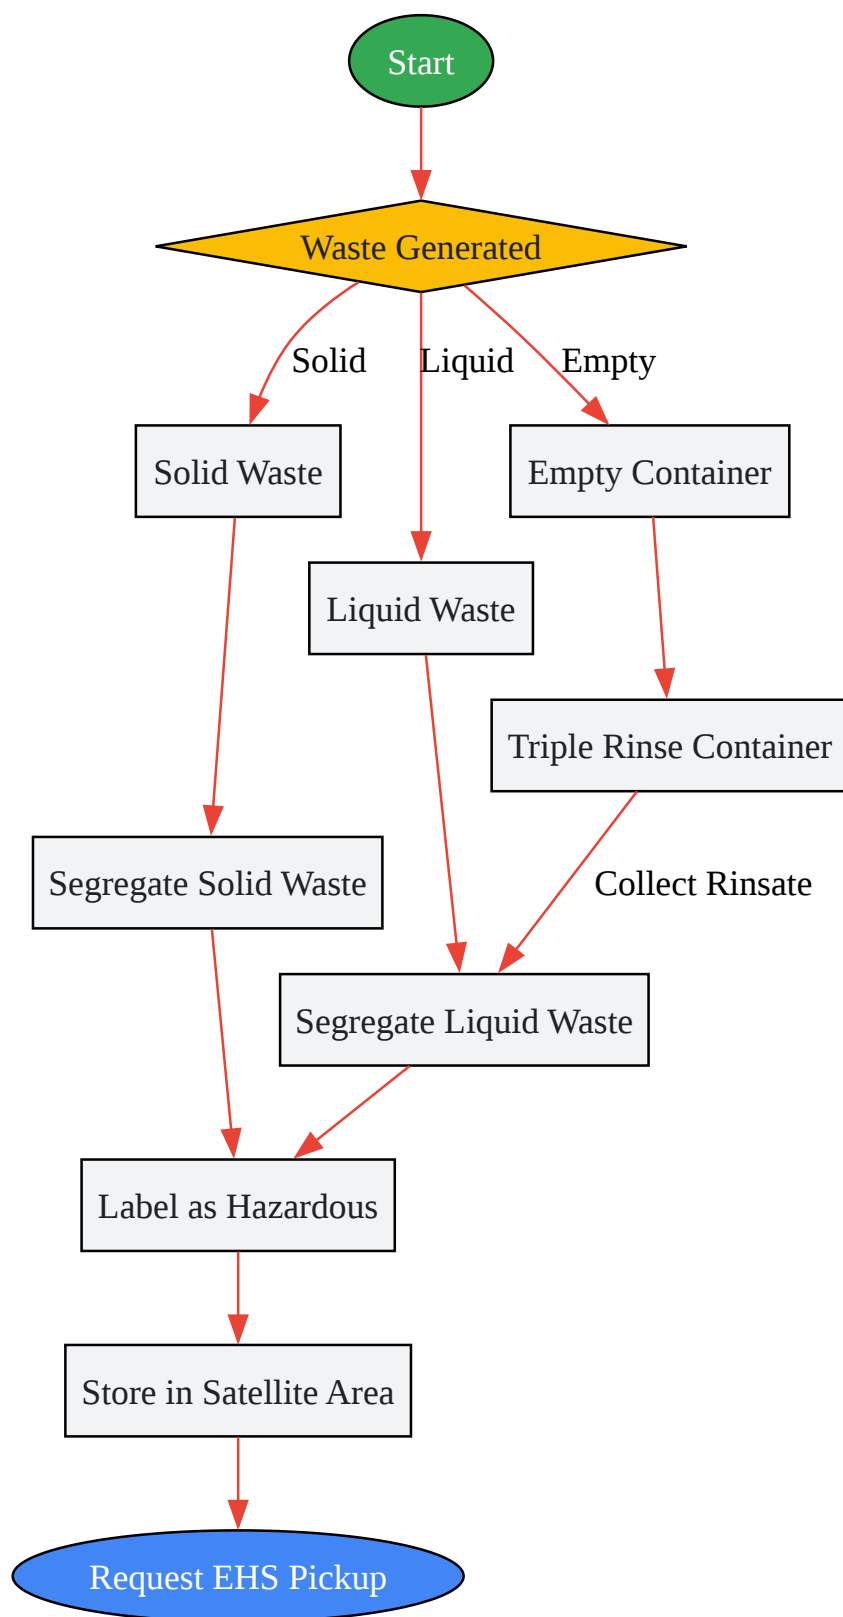 Start
Waste Generated
Solid
Liquid
Empty
Solid Waste
Empty Container
Liquid Waste
Triple Rinse Container
Segregate Solid Waste
Collect Rinsate
Segregate Liquid Waste
Label as Hazardous
Store in Satellite Area
Request EHS Pickup